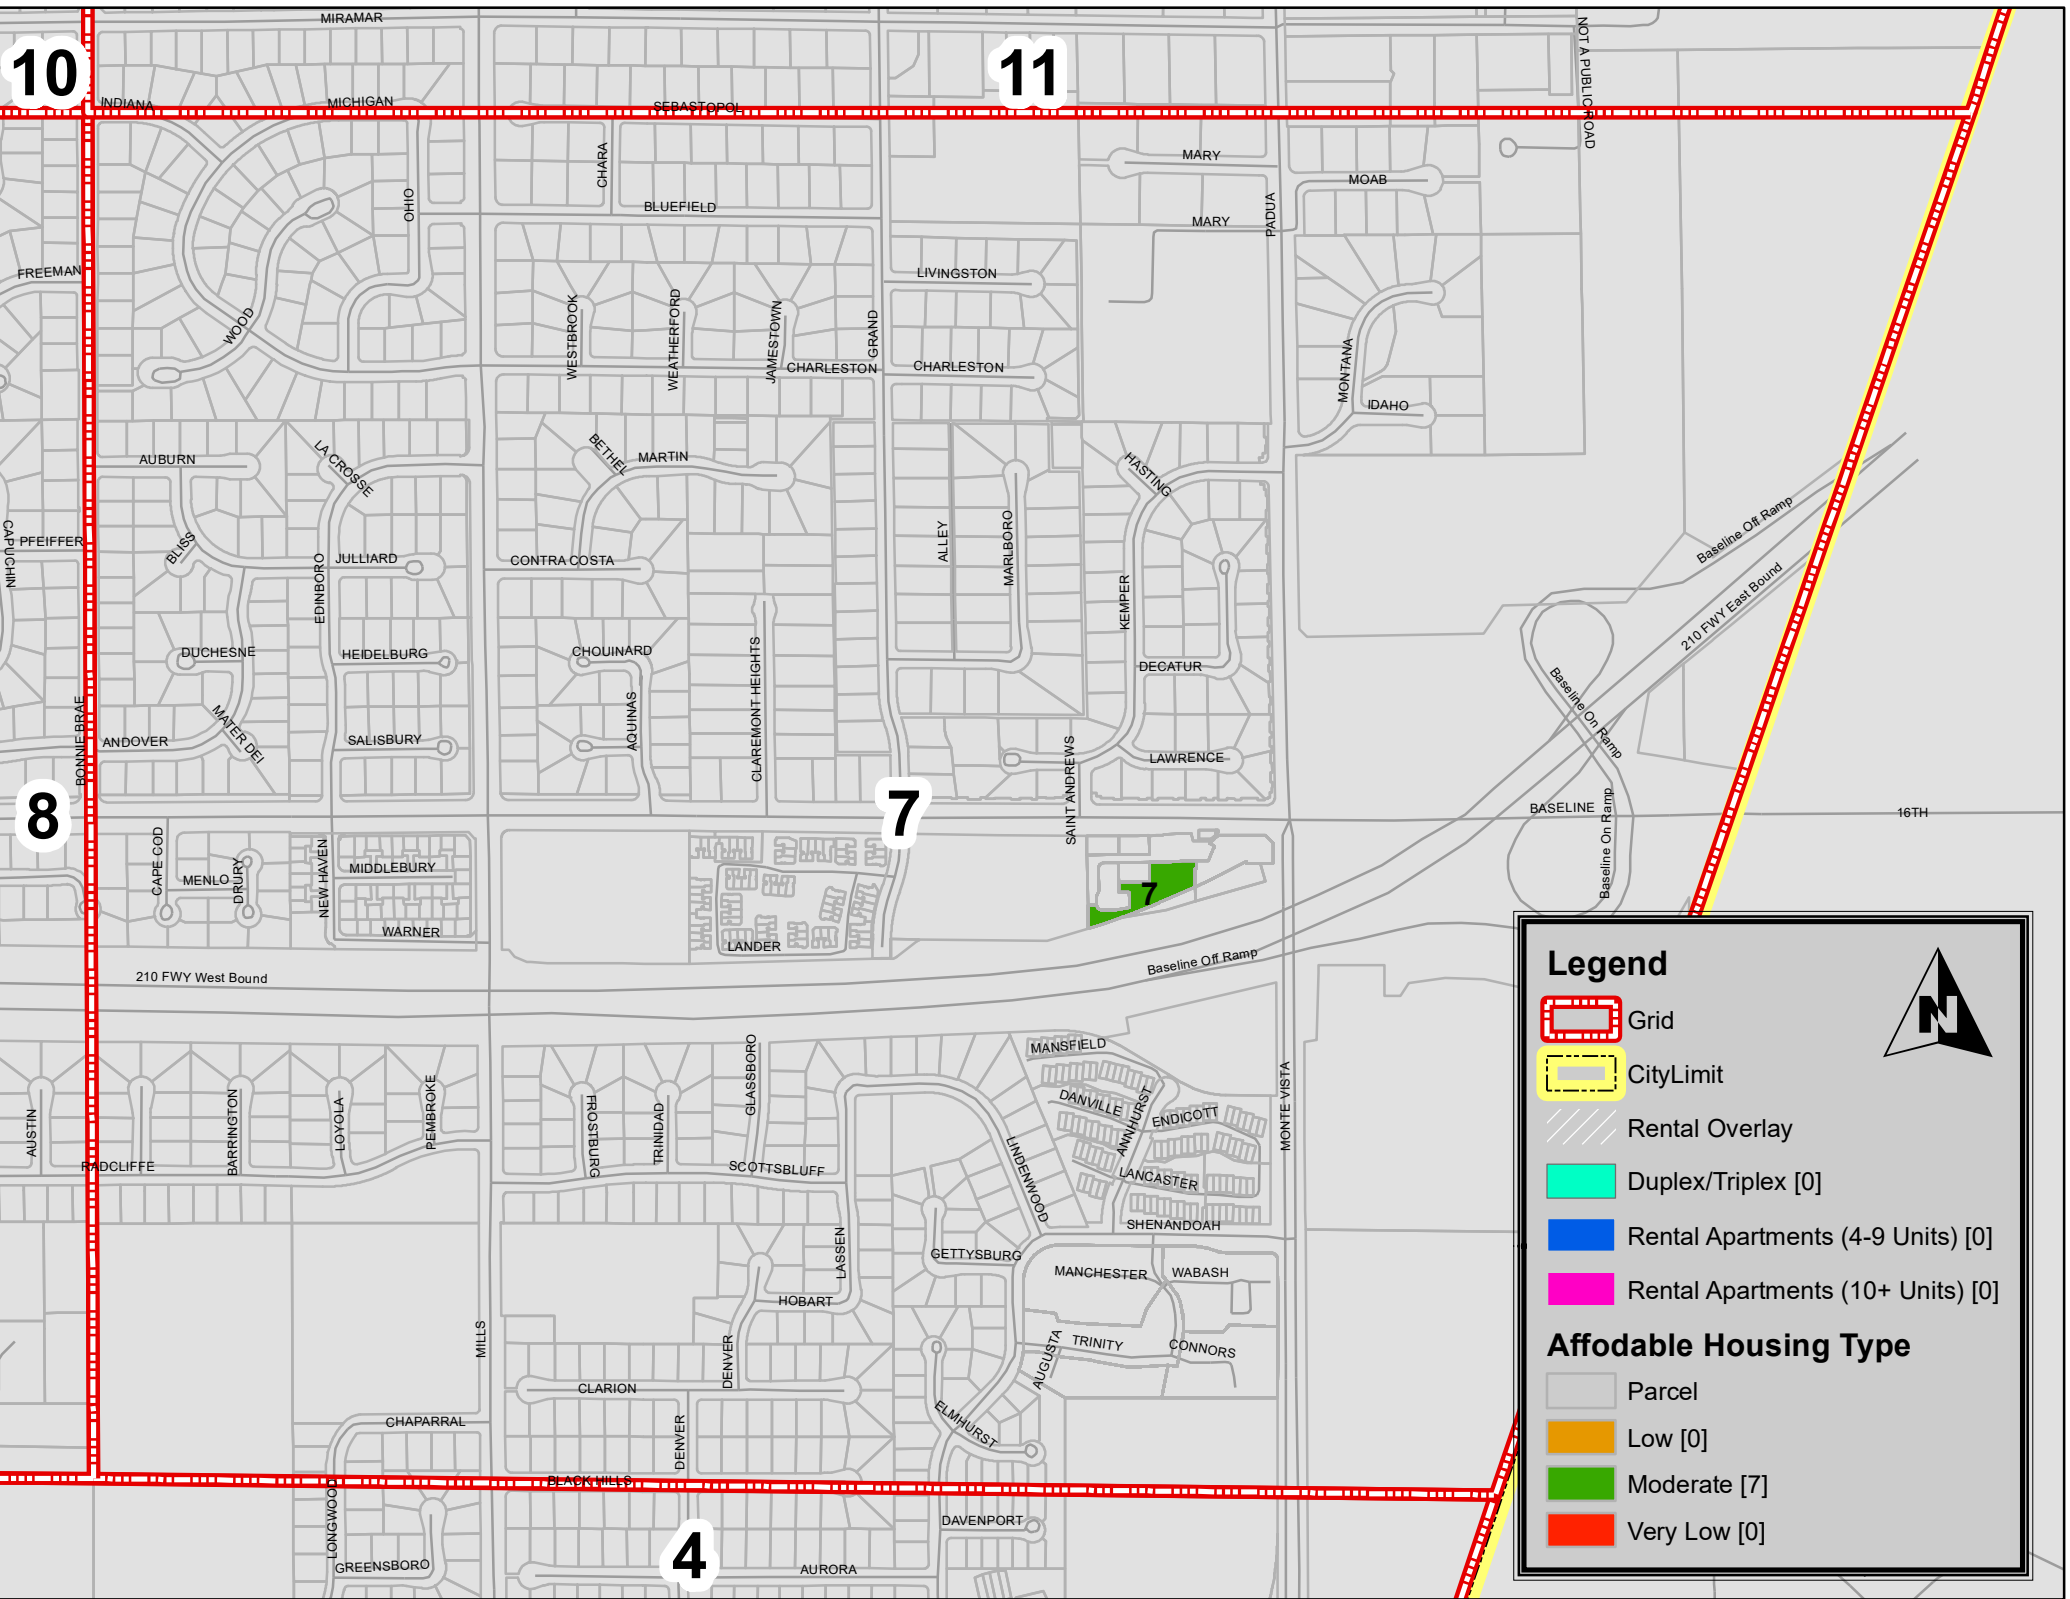 MIRAMAR
10
11
INDIANA
MICHIGAN
SEBASTOPOL
NOT A PUBLIC ROAD
CHARA
MARY
MOAB
OHIO
BLUEFIELD
MARY
PADUA
FREEMAN
LIVINGSTON
WOOD
WESTBROOK
WEATHERFORD
JAMESTOWN
GRAND
CHARLESTON
CHARLESTON
MONTANA
IDAHO
AUBURN
LA CROSSE
BETHEL
MARTIN
HASTING
CAPUCHIN
PFEIFFER
BLISS
EDINBORO
JULLIARD
CONTRA COSTA
ALLEY
MARLBORO
KEMPER
Baseline Off Ramp
210 FWY East Bound
DUCHESNE
HEIDELBURG
CHOUINARD
CLAREMONT HEIGHTS
DECATUR
BONNIE BRAE
ANDOVER
MATER DEI
SALISBURY
AQUINAS
SAINT ANDREWS
LAWRENCE
Baseline On Ramp
8
7
BASELINE
16TH
CAPE COD
MENLO
DRURY
NEW HAVEN
MIDDLEBURY
WARNER
LANDER
7
Baseline On Ramp
210 FWY West Bound
Baseline Off Ramp
AUSTIN
RADCLIFFE
BARRINGTON
LOYOLA
PEMBROKE
FROSTBURG
TRINIDAD
GLASSBORO
SCOTTSBLUFF
LINDENWOOD
MANSFIELD
DANVILLE
ANNHURST
ENDICOTT
LANCASTER
MONTE VISTA
SHENANDOAH
LASSEN
GETTYSBURG
MANCHESTER
WABASH
HOBART
MILLS
DENVER
AUGUSTA
TRINITY
CONNORS
CLARION
CHAPARRAL
DENVER
ELMHURST
BLACK HILLS
LONGWOOD
DAVENPORT
4
GREENSBORO
AURORA
Legend
N
Grid
CityLimit
Rental Overlay
Duplex/Triplex [0]
Rental Apartments (4-9 Units) [0]
Rental Apartments (10+ Units) [0]
Affodable Housing Type
Parcel
Low [0]
Moderate [7]
Very Low [0]